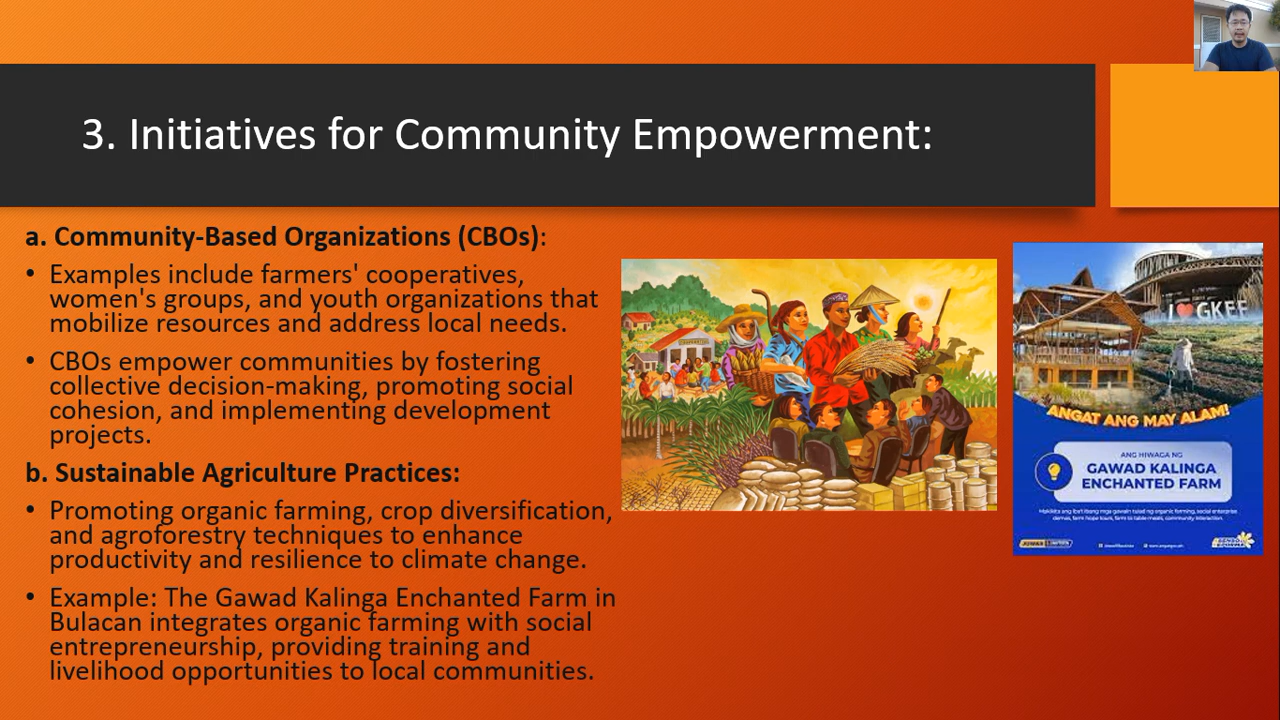 3. Initiatives for Community Empowerment:
a. Community-Based Organizations (CBOs):
• Examples include farmers' cooperatives,
women's groups, and youth organizations that
mobilize resources and address local needs.
• CBOs empower communities by fostering
collective decision-making, promoting social
cohesion, and implementing development
projects.
b. Sustainable Agriculture Practices:
• Promoting organic farming, crop diversification,
and agroforestry techniques to enhance
productivity and resilience to climate change.
• Example: The Gawad Kalinga Enchanted Farm in
Bulacan integrates organic farming with social
entrepreneurship, providing training and
livelihood opportunities to local communities.
I ❤ GKEF
ANGAT ANG MAY ALAM!
ANG HIWAGA NG
GAWAD KALINGA
ENCHANTED FARM